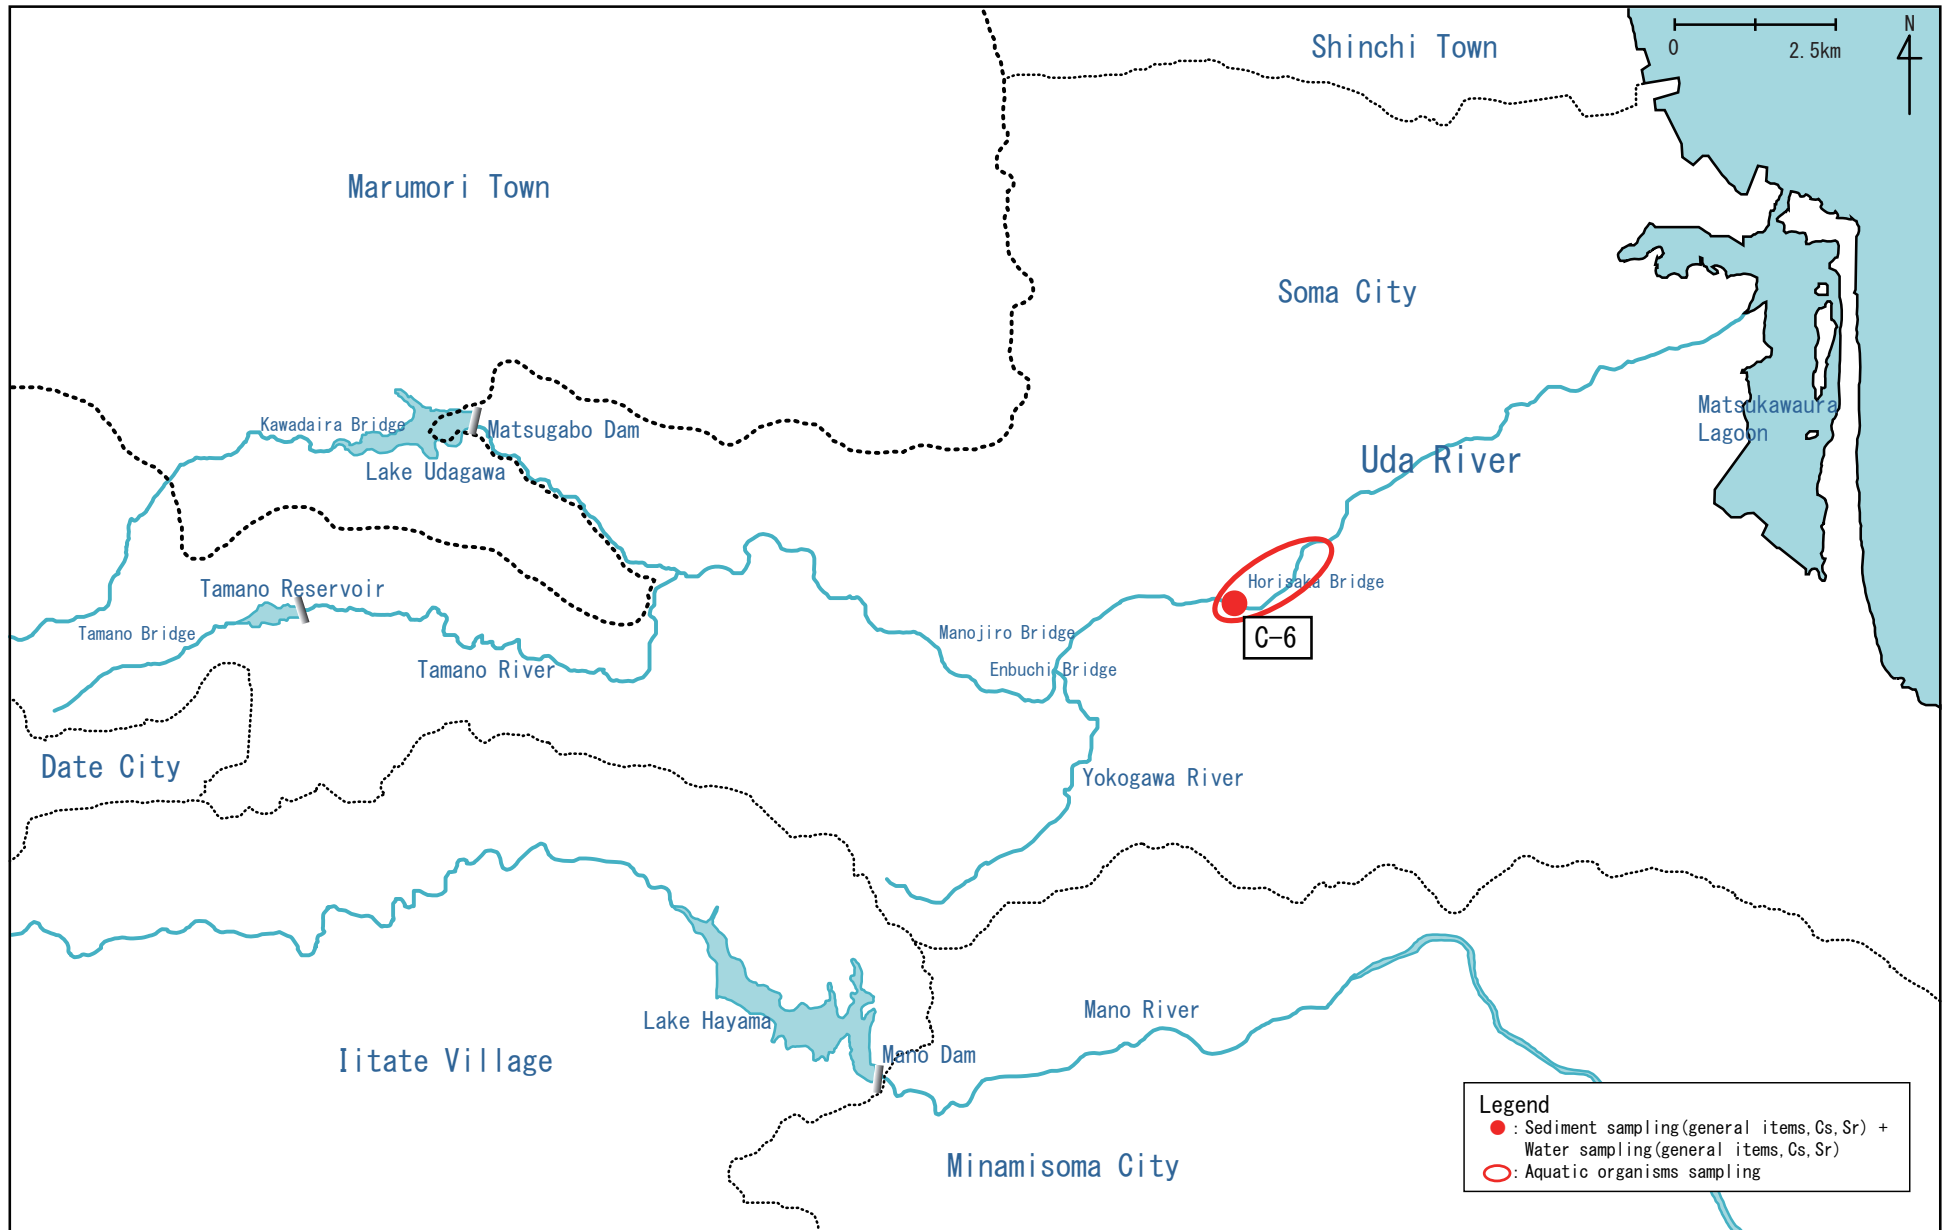 Shinchi Town
N
0
2.5km
Marumori Town
Soma City
Matsukawaura
Lagoon
Kawadaira Bridge
Matsugabo Dam
Lake Udagawa
Uda River
Tamano Reservoir
Horisaka Bridge
Tamano Bridge
Manojiro Bridge
C-6
Tamano River
Enbuchi Bridge
Date City
Yokogawa River
Lake Hayama
Mano River
Iitate Village
Mano Dam
Minamisoma City
Legend
: Sediment sampling(general items,Cs,Sr) +
Water sampling(general items,Cs,Sr)
: Aquatic organisms sampling